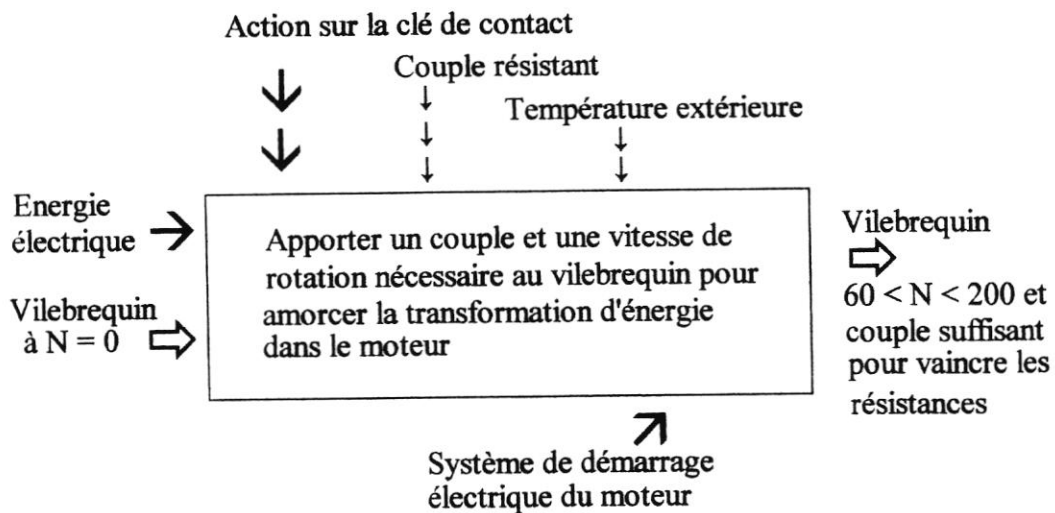 Action sur la clé de contact
Couple résistant
Température extérieure
Energie
électrique
Vilebrequin
à N = 0
Apporter un couple et une vitesse de
rotation nécessaire au vilebrequin pour
amorcer la transformation d'énergie
dans le moteur
Vilebrequin
60 < N < 200 et
couple suffisant
pour vaincre les
résistances
Système de démarrage
électrique du moteur